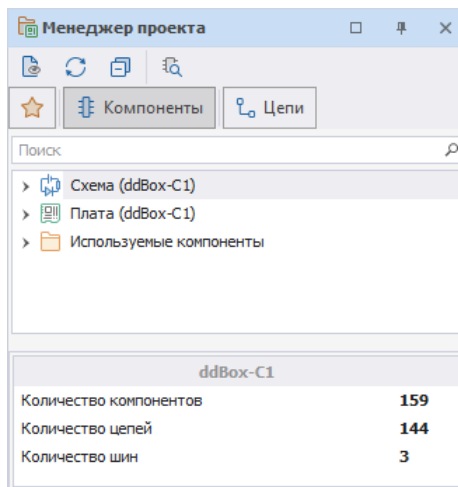 Менеджер проекта
Компоненты Цепи
Поиск
Схема (ddBox-C1)
Плата (ddBox-C1)
Используемые компоненты
ddBox-C1
Количество компонентов 159
Количество цепей 144
Количество шин 3